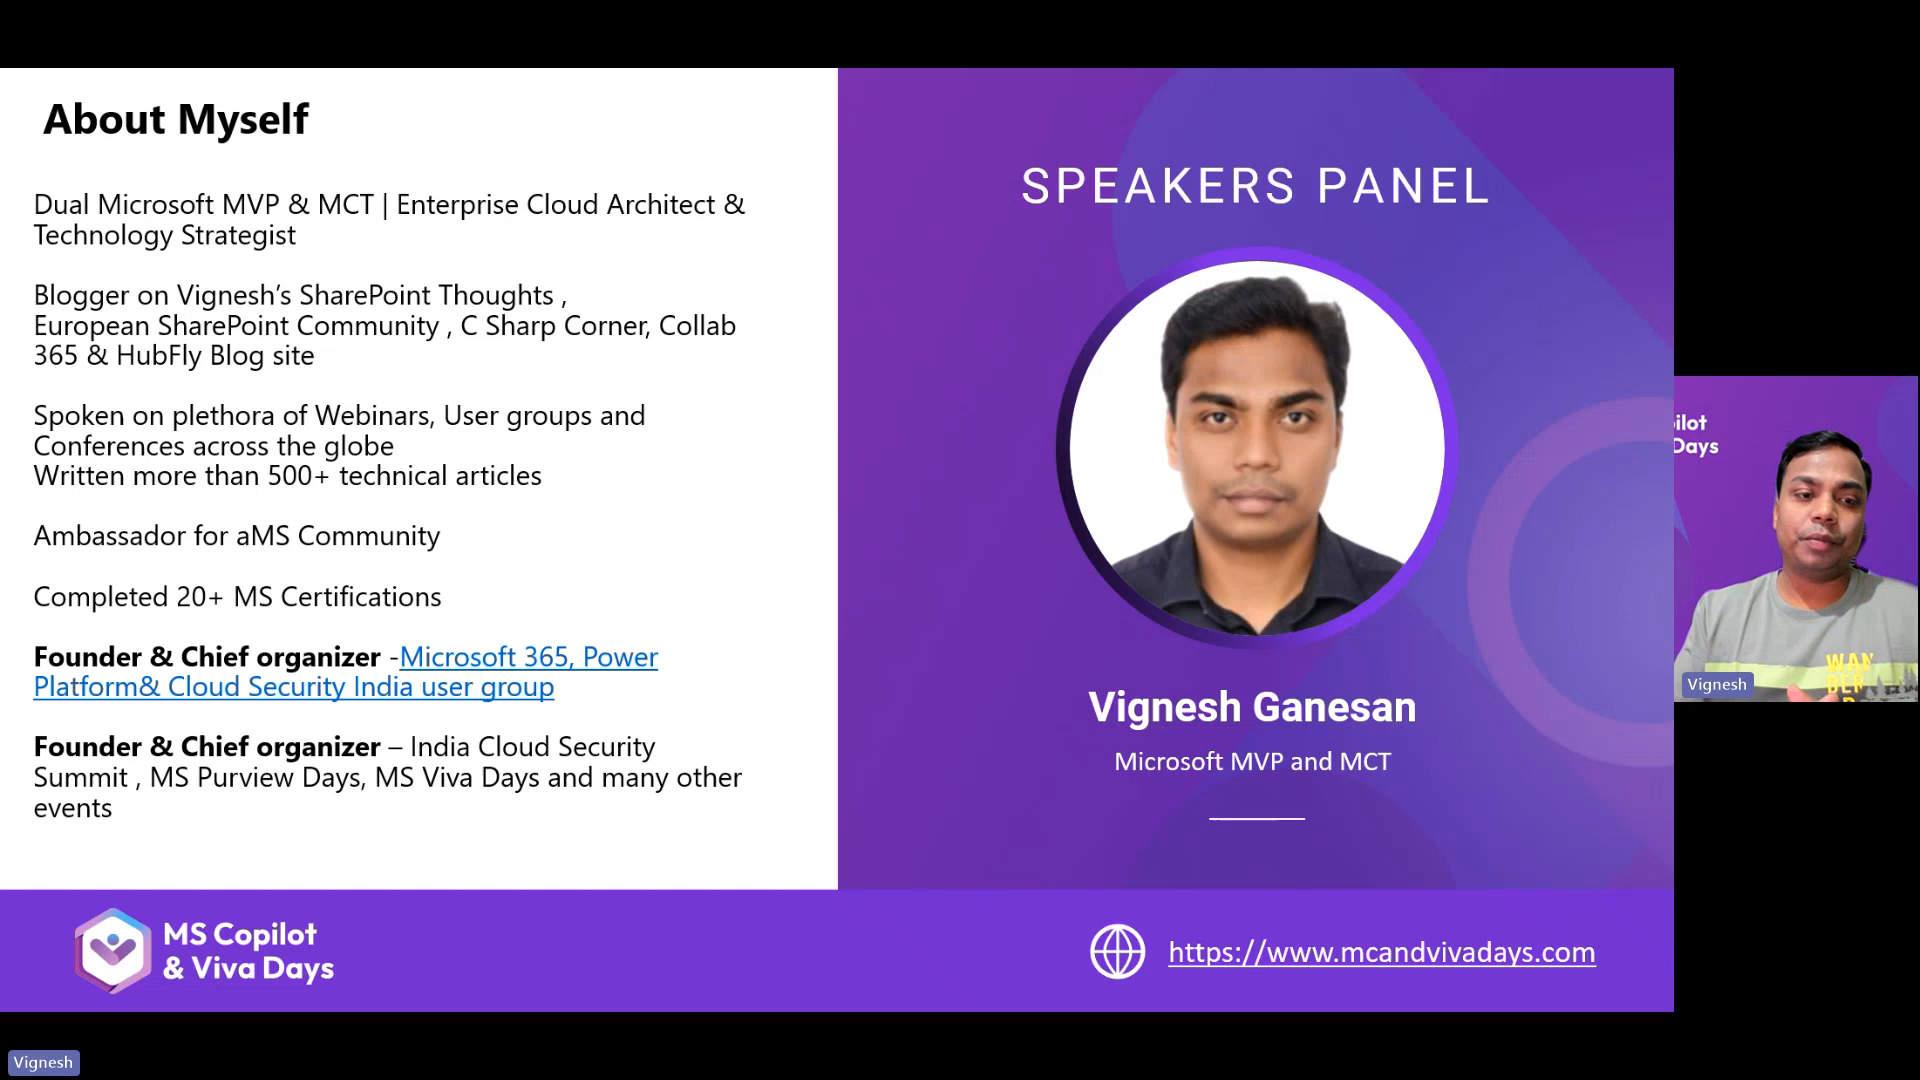 About Myself
Dual Microsoft MVP & MCT | Enterprise Cloud Architect &
Technology Strategist
Blogger on Vignesh’s SharePoint Thoughts ,
European SharePoint Community , C Sharp Corner, Collab
365 & HubFly Blog site
Spoken on plethora of Webinars, User groups and
Conferences across the globe
Written more than 500+ technical articles
Ambassador for aMS Community
Completed 20+ MS Certifications
Founder & Chief organizer -Microsoft 365, Power
Platform& Cloud Security India user group
Founder & Chief organizer – India Cloud Security
Summit , MS Purview Days, MS Viva Days and many other
events
SPEAKERS PANEL
Vignesh Ganesan
Microsoft MVP and MCT
MS Copilot
& Viva Days
https://www.mcandvivadays.com
ilot
Days
Vignesh
Vignesh